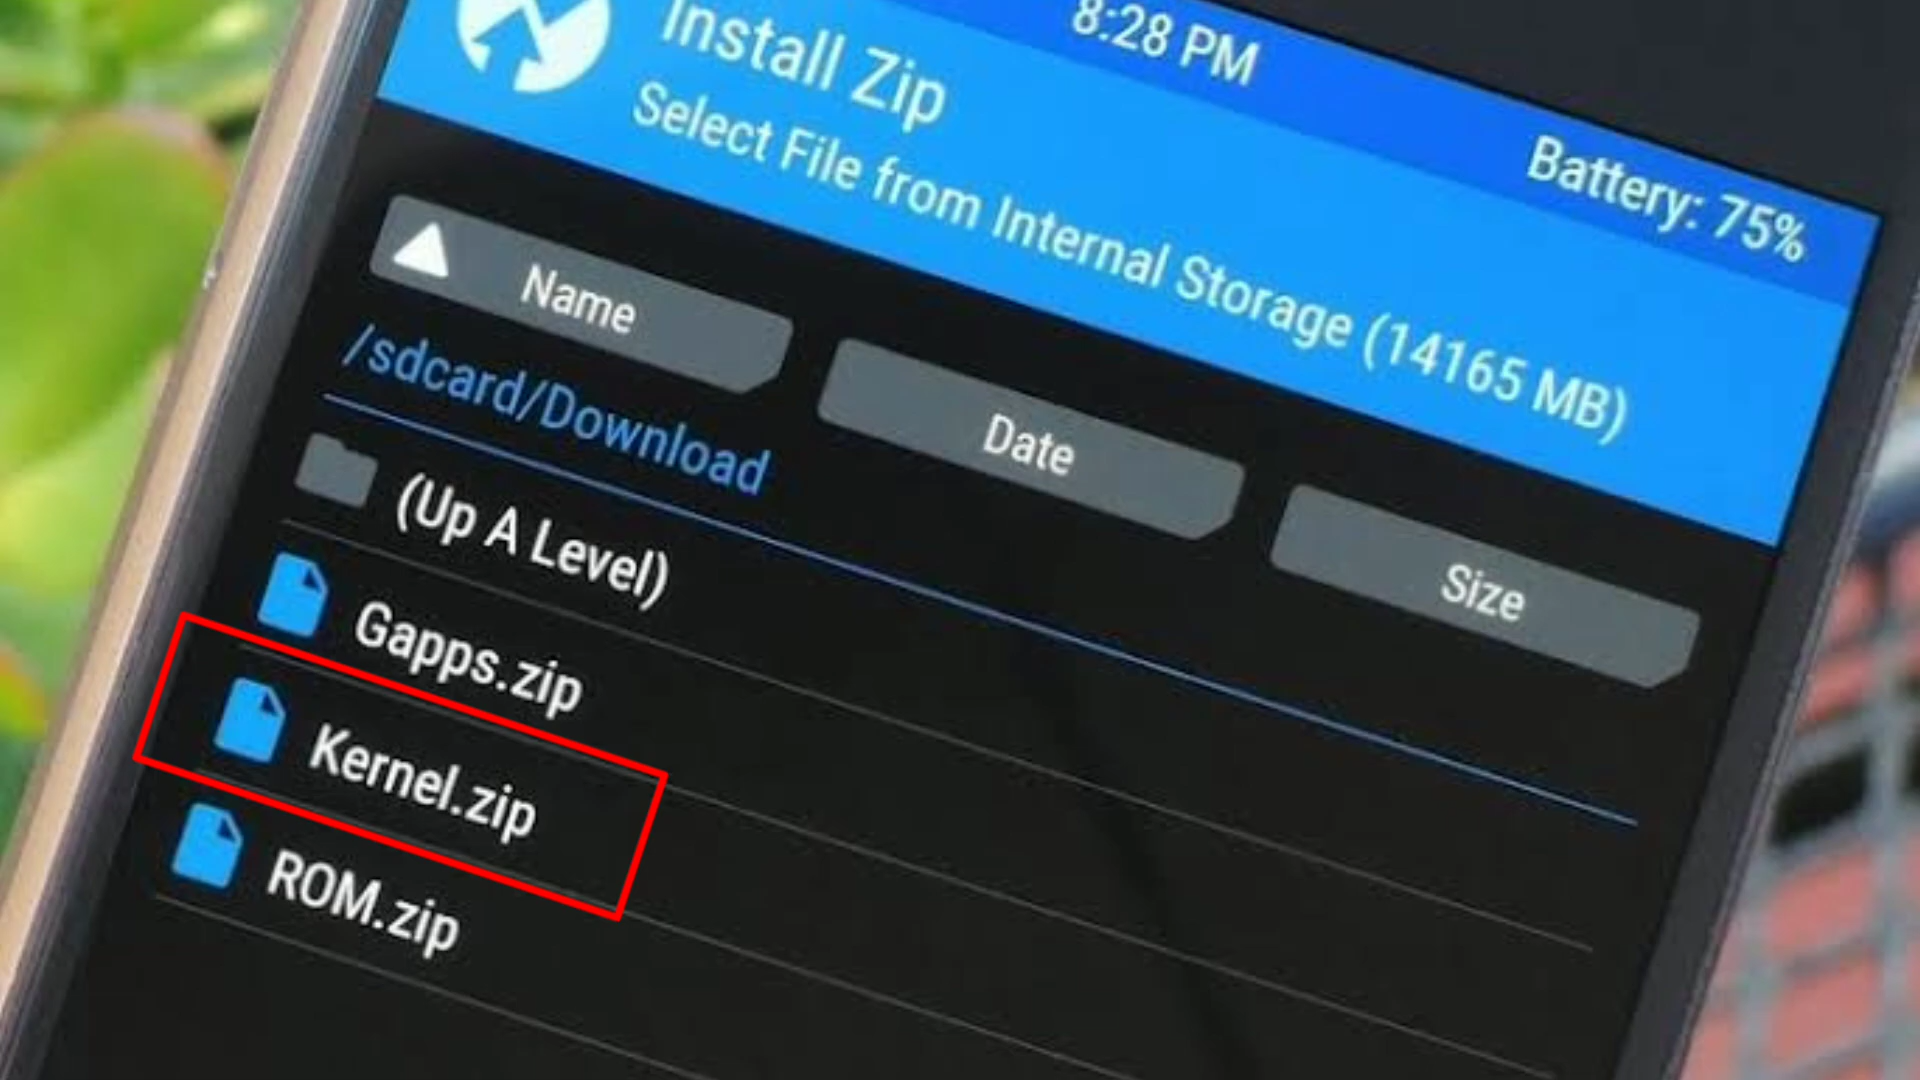 8:28 PM
Battery: 75%
Install Zip
Select File from Internal Storage (14165 MB)
Name
Date
Size
/sdcard/Download
(Up A Level)
Gapps.zip
Kernel.zip
ROM.zip